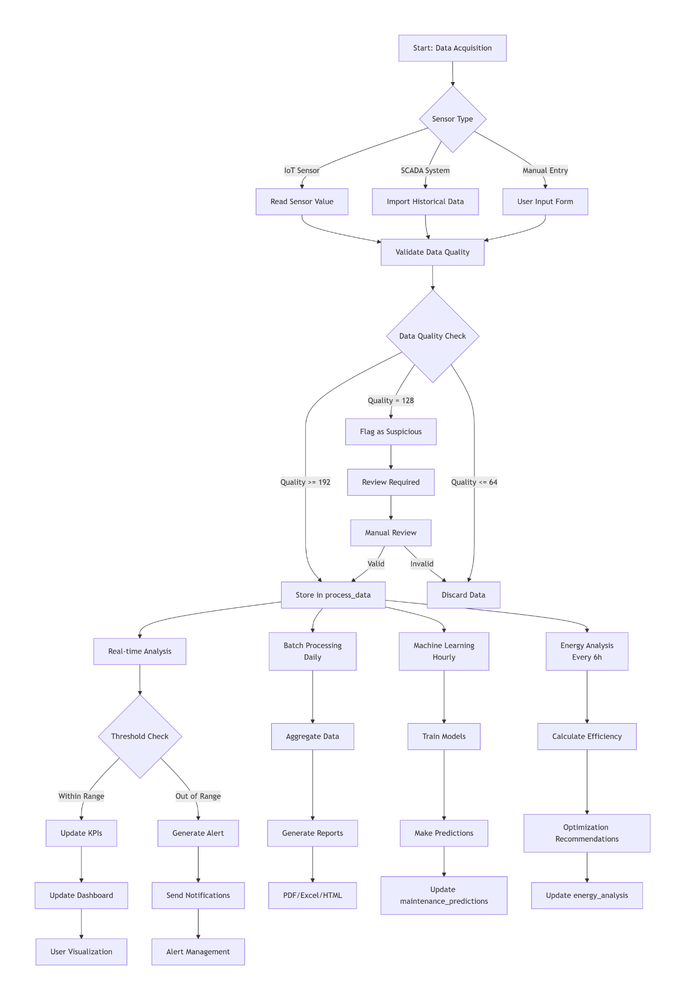 Start: Data Acquisition
Sensor Type
IoT Sensor
SCADA System
Manual Entry
Read Sensor Value
Import Historical Data
User Input Form
Validate Data Quality
Data Quality Check
Quality = 128
Flag as Suspicious
Quality >= 192
Review Required
Quality <= 64
Manual Review
Valid
Invalid
Store in process_data
Discard Data
Real-time Analysis
Batch Processing
Daily
Machine Learning
Hourly
Energy Analysis
Every 6h
Threshold Check
Aggregate Data
Train Models
Calculate Efficiency
Within Range
Out of Range
Update KPIs
Generate Alert
Generate Reports
Make Predictions
Optimization
Recommendations
Update Dashboard
Send Notifications
PDF/Excel/HTML
Update
maintenance_predictions
Update energy_analysis
User Visualization
Alert Management